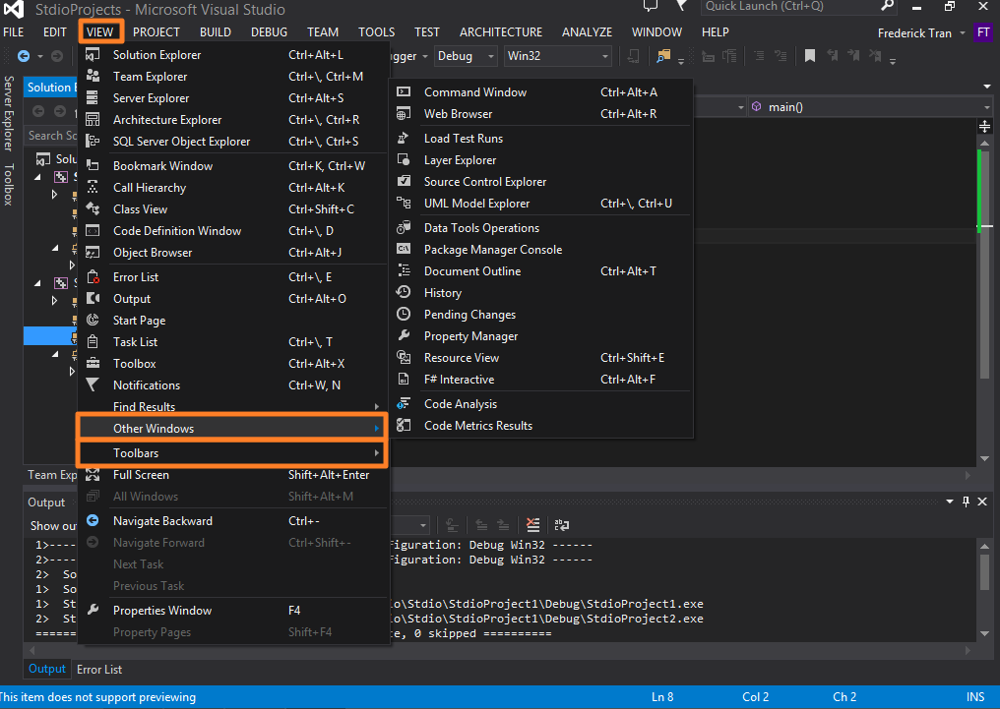 StdioProjects - Microsoft Visual Studio
Quick Launch (Ctrl+Q)
FILE EDIT VIEW PROJECT BUILD DEBUG TEAM TOOLS TEST ARCHITECTURE ANALYZE WINDOW HELP Frederick Tran FT
gger Debug Win32
Server Explorer
Toolbox
Solution E
Search So
Solu
S
S
Team Exp
Solution Explorer Ctrl+Alt+L
Team Explorer Ctrl+\, Ctrl+M
Server Explorer Ctrl+Alt+S
Architecture Explorer Ctrl+\, Ctrl+R
SQL Server Object Explorer Ctrl+\, Ctrl+S
Bookmark Window Ctrl+K, Ctrl+W
Call Hierarchy Ctrl+Alt+K
Class View Ctrl+Shift+C
Code Definition Window Ctrl+\, D
Object Browser Ctrl+Alt+J
Error List Ctrl+\, E
Output Ctrl+Alt+O
Start Page
Task List Ctrl+\, T
Toolbox Ctrl+Alt+X
Notifications Ctrl+W, N
Find Results
Other Windows
Toolbars
Full Screen Shift+Alt+Enter
All Windows Shift+Alt+M
Navigate Backward Ctrl+-
Navigate Forward Ctrl+Shift+-
Next Task
Previous Task
Properties Window F4
Property Pages Shift+F4
Command Window Ctrl+Alt+A
Web Browser Ctrl+Alt+R
Load Test Runs
Layer Explorer
Source Control Explorer
UML Model Explorer Ctrl+\, Ctrl+U
Data Tools Operations
Package Manager Console
Document Outline Ctrl+Alt+T
History
Pending Changes
Property Manager
Resource View Ctrl+Shift+E
F# Interactive Ctrl+Alt+F
Code Analysis
Code Metrics Results
main()
Output
Show out
1>---- figuration: Debug Win32 ------
2>---- figuration: Debug Win32 ------
2> So
1> So
1> St io\Stdio\StdioProject1\Debug\StdioProject1.exe
2> St io\Stdio\StdioProject1\Debug\StdioProject2.exe
====== te, 0 skipped ==========
Output Error List
This item does not support previewing Ln 8 Col 2 Ch 2 INS